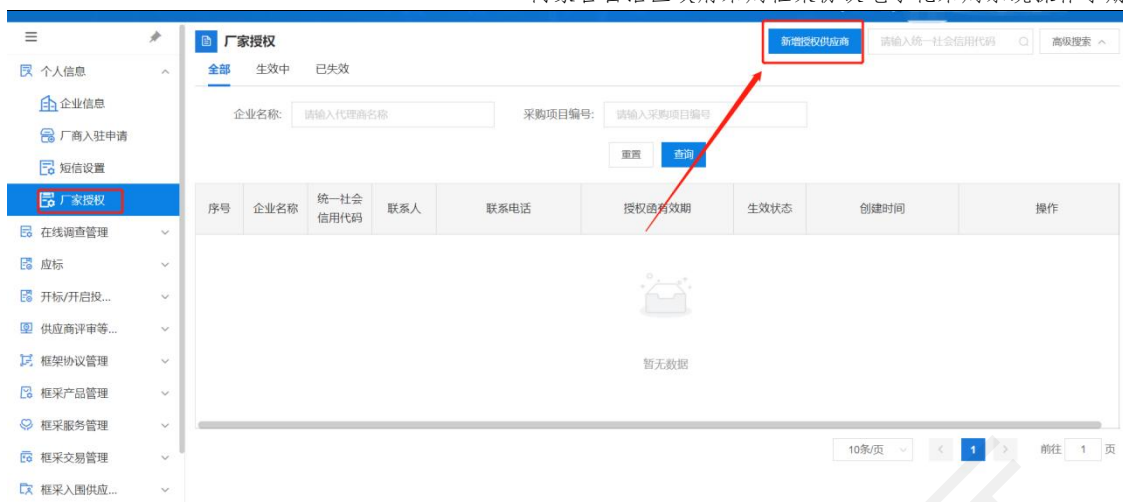 厂家授权
新增授权供应商
请输入统一社会信用代码
高级搜索
个人信息
企业信息
厂商入驻申请
短信设置
厂家授权
在线调查管理
应标
开标/开启投...
供应商评审等...
框架协议管理
框采产品管理
框采服务管理
框采交易管理
框采入围供应...
全部 生效中 已失效
企业名称: 请输入代理商名称 采购项目编号: 请输入采购项目编号
重置 查询
序号 企业名称 统一社会信用代码 联系人 联系电话 授权函有效期 生效状态 创建时间 操作
暂无数据
10条/页 1 前往 1 页